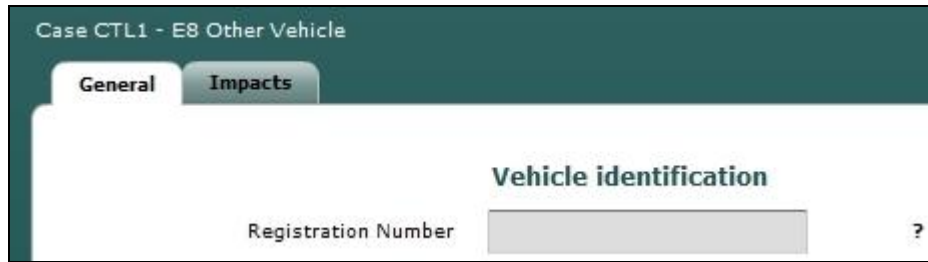 Case CTL1 - E8 Other Vehicle
General Impacts
Vehicle identification
Registration Number ?